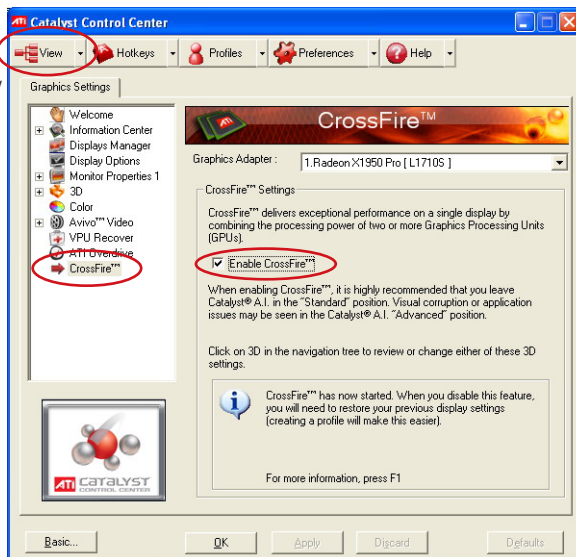 ATI Catalyst Control Center
View Hotkeys Profiles Preferences Help
Graphics Settings
Welcome
Information Center
Displays Manager
Display Options
Monitor Properties 1
3D
Color
Avivo™ Video
VPU Recover
ATI Overdrive
CrossFire™
ATI CATALYST
CONTROL CENTER
CrossFire™
Graphics Adapter :
1.Radeon X1950 Pro [ L1710S ]
CrossFire™ Settings
CrossFire™ delivers exceptional performance on a single display by
combining the processing power of two or more Graphics Processing Units
(GPUs).
Enable CrossFire™
When enabling CrossFire™, it is highly recommended that you leave
Catalyst® A.I. in the "Standard" position. Visual corruption or application
issues may be seen in the Catalyst® A.I. "Advanced" position.
Click on 3D in the navigation tree to review or change either of these 3D
settings.
CrossFire™ has now started. When you disable this feature,
you will need to restore your previous display settings
(creating a profile will make this easier).
For more information, press F1
Basic... OK Apply Discard Defaults